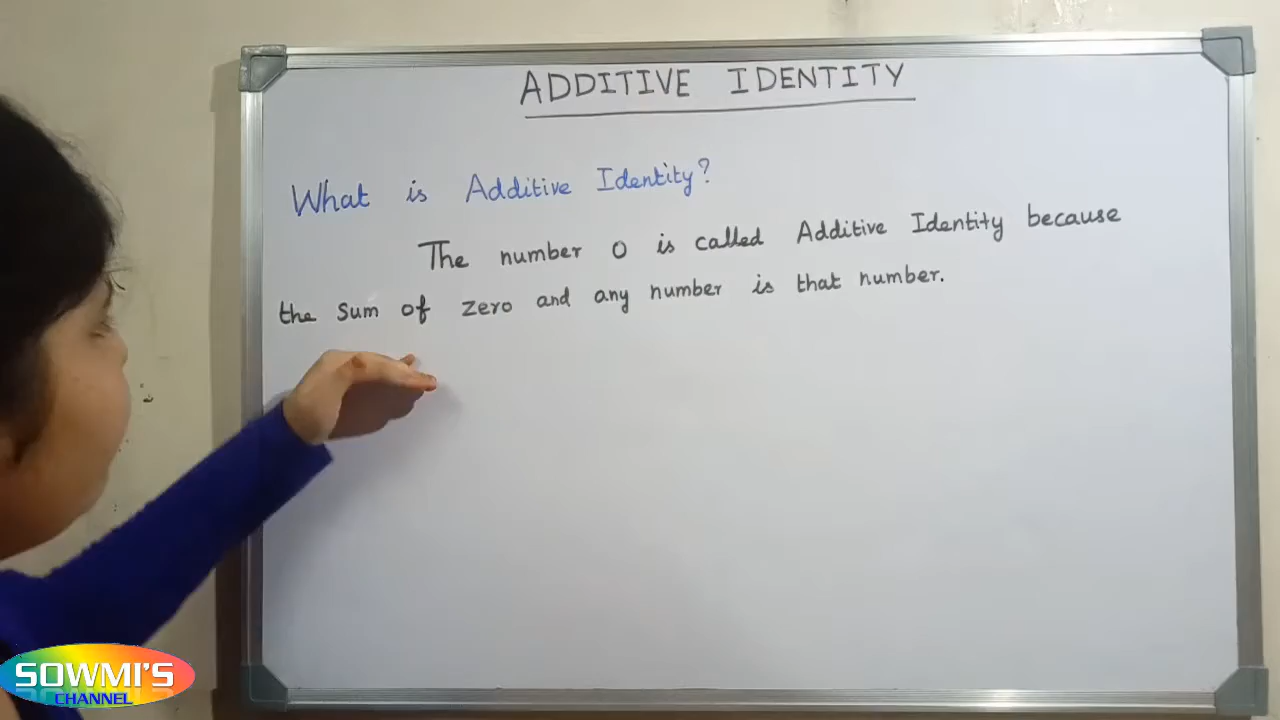 ADDITIVE IDENTITY
What is Additive Identity?
The number 0 is called Additive Identity because
the sum of zero and any number is that number.
SOWMI'S
CHANNEL